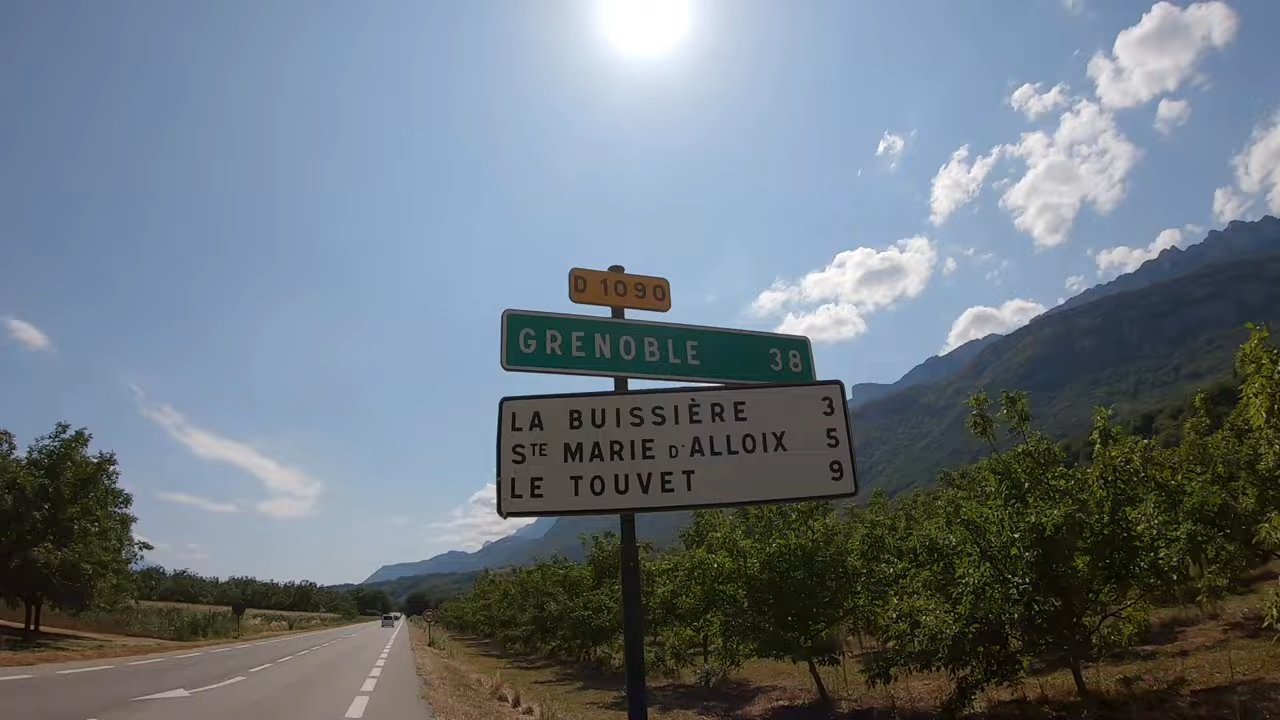 D 1090
GRENOBLE 38
LA BUISSIÈRE 3
STE MARIE D'ALLOIX 5
LE TOUVET 9